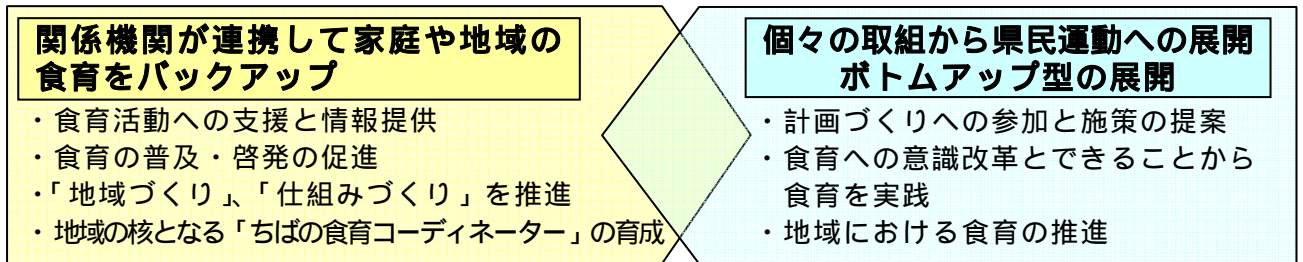 関係機関が連携して家庭や地域の
食育をバックアップ
・食育活動への支援と情報提供
・食育の普及・啓発の促進
・「地域づくり」、「仕組みづくり」を推進
・地域の核となる「ちばの食育コーディネーター」の育成
個々の取組から県民運動への展開
ボトムアップ型の展開
・計画づくりへの参加と施策の提案
・食育への意識改革とできることから
食育を実践
・地域における食育の推進